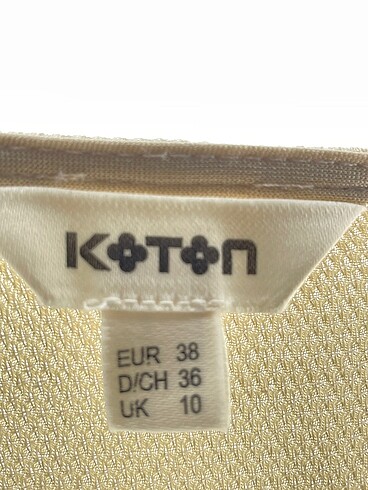 KOTON
EUR 38
D/CH 36
UK 10